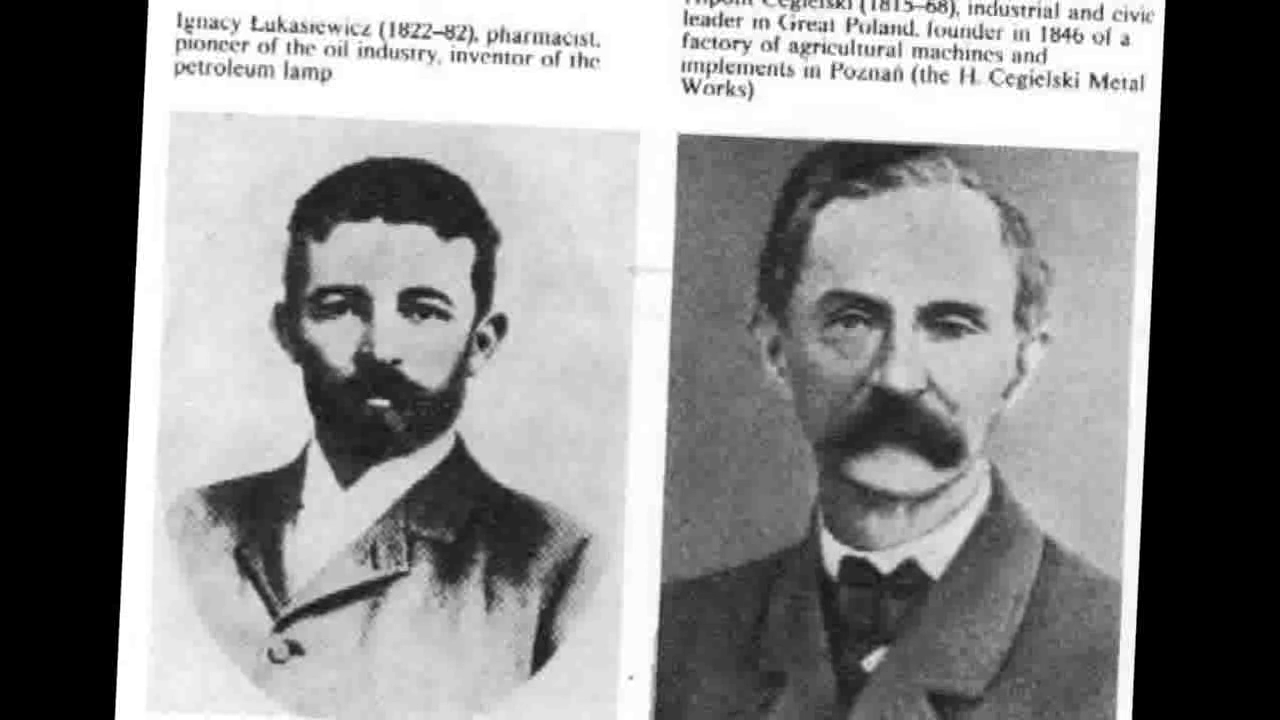 Ignacy Łukasiewicz (1822–82), pharmacist,
pioneer of the oil industry, inventor of the
petroleum lamp
Cegielski (1815–68), industrial and civic
leader in Great Poland, founder in 1846 of a
factory of agricultural machines and
implements in Poznań (the H. Cegielski Metal
Works)